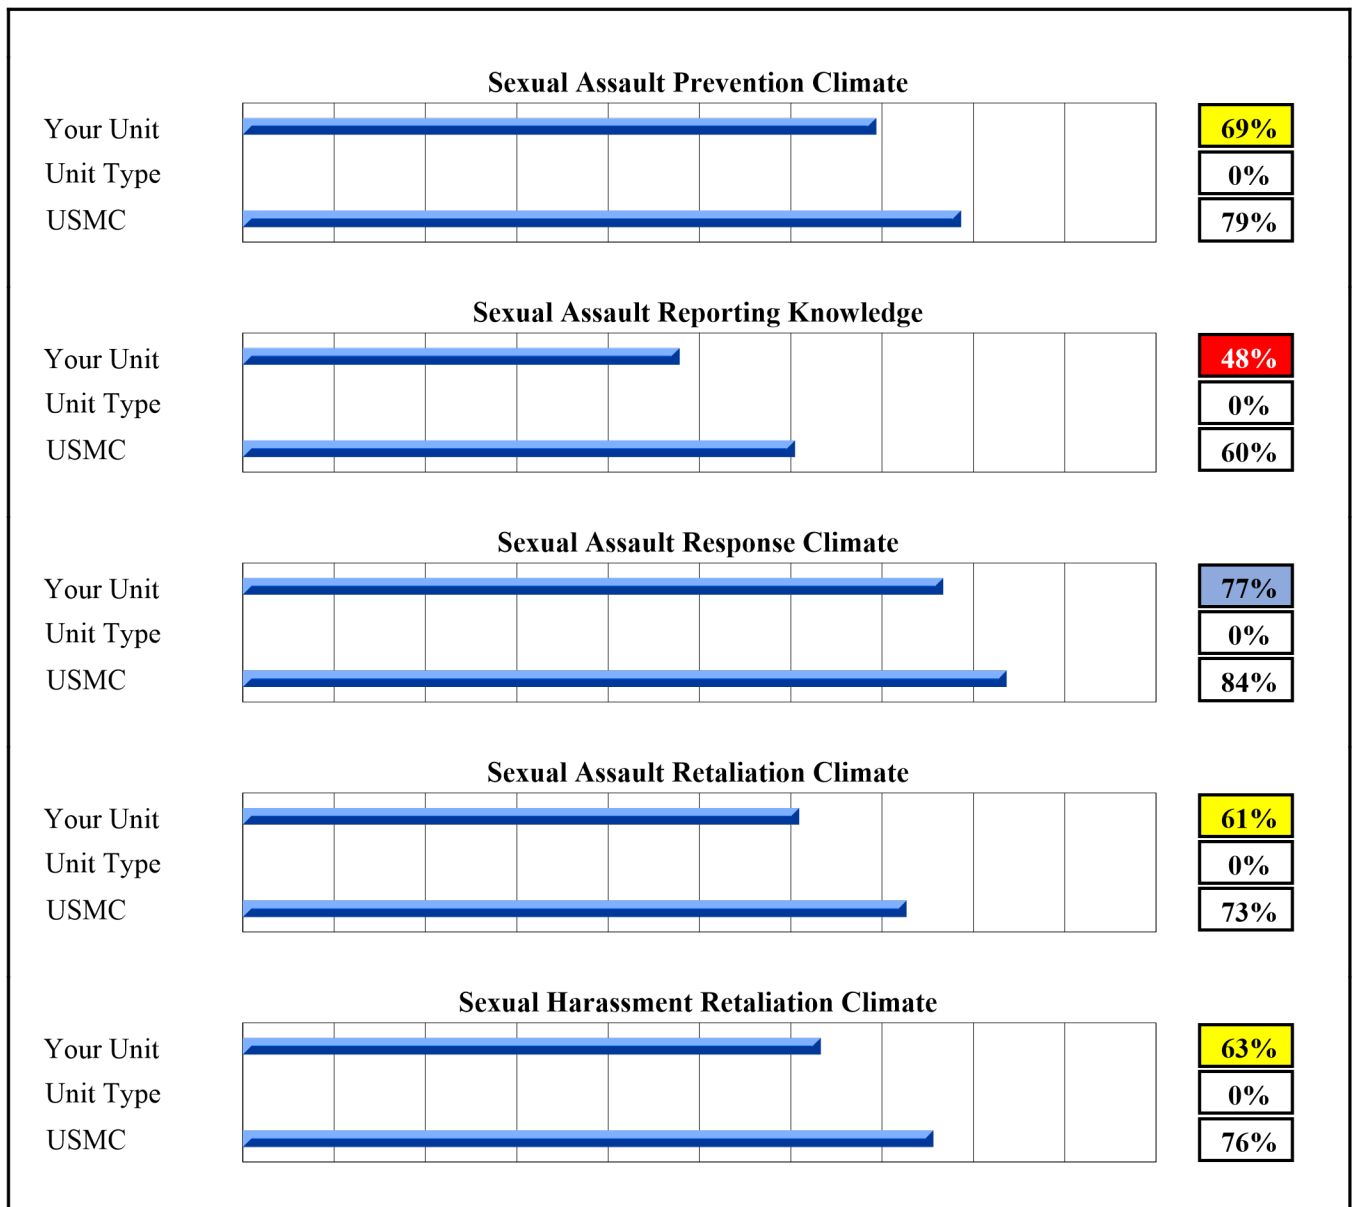 Sexual Assault Prevention Climate
Your Unit 69%
Unit Type 0%
USMC 79%
Sexual Assault Reporting Knowledge
Your Unit 48%
Unit Type 0%
USMC 60%
Sexual Assault Response Climate
Your Unit 77%
Unit Type 0%
USMC 84%
Sexual Assault Retaliation Climate
Your Unit 61%
Unit Type 0%
USMC 73%
Sexual Harassment Retaliation Climate
Your Unit 63%
Unit Type 0%
USMC 76%